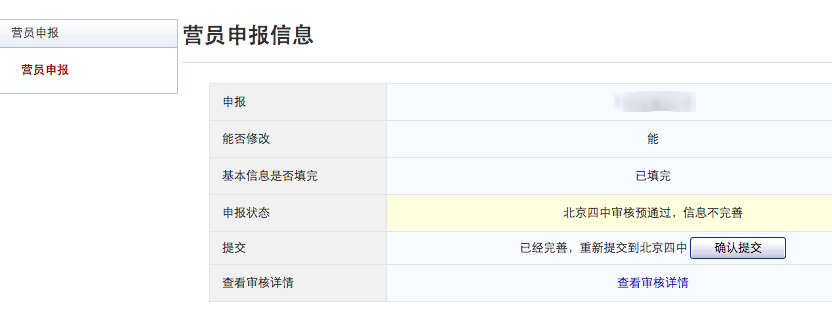 营员申报
营员申报
营员申报信息
申报
能否修改 能
基本信息是否填完 已填完
申报状态 北京四中审核预通过，信息不完善
提交 已经完善，重新提交到北京四中 确认提交
查看审核详情 查看审核详情